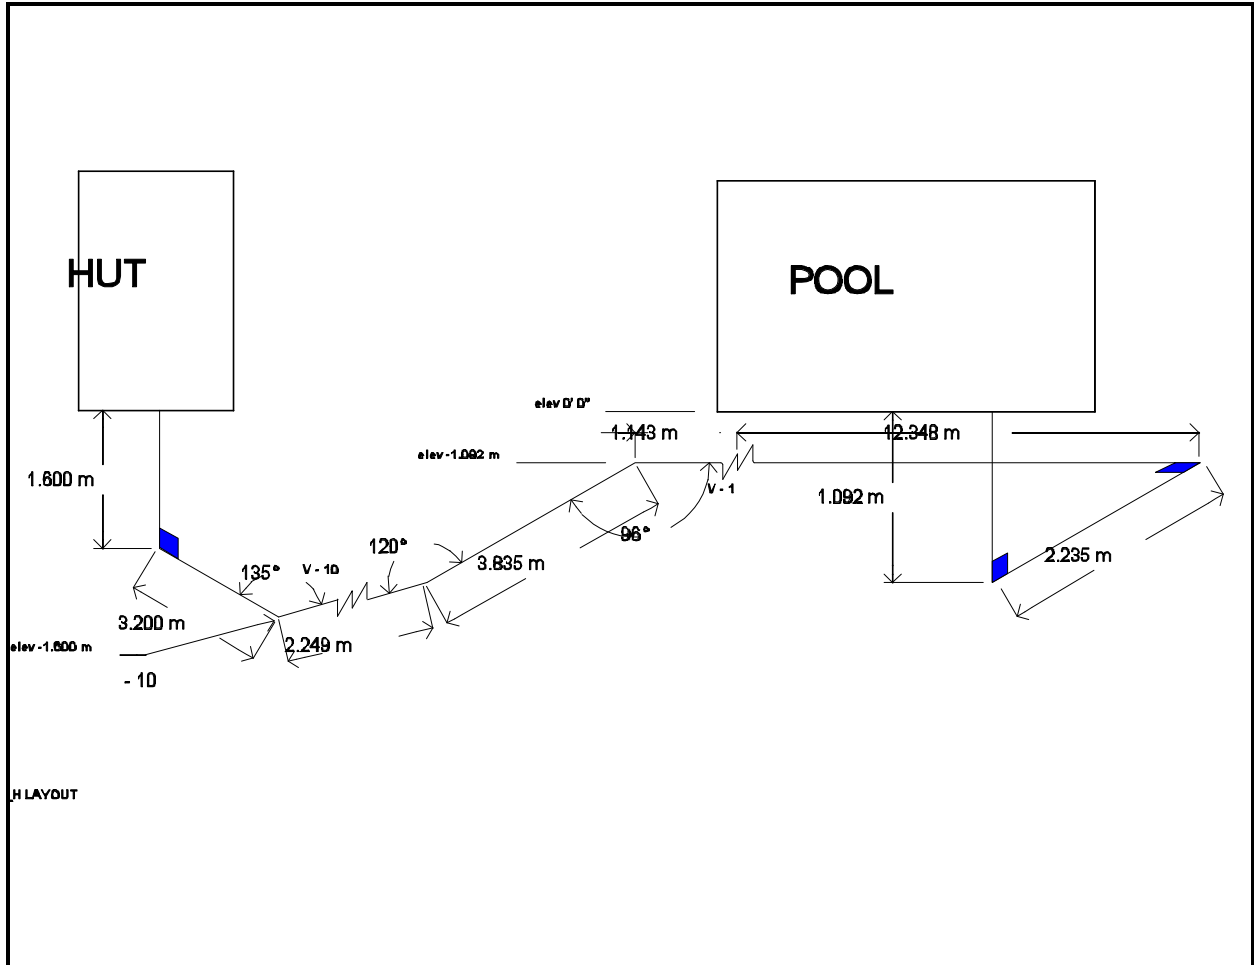 HUT
POOL
elev 0' 0"
1.143 m
12.348 m
elev -1.092 m
1.600 m
V - 1
1.092 m
96°
120°
3.835 m
2.235 m
135°
V - 10
3.200 m
2.249 m
elev -1.600 m
- 10
H LAYOUT